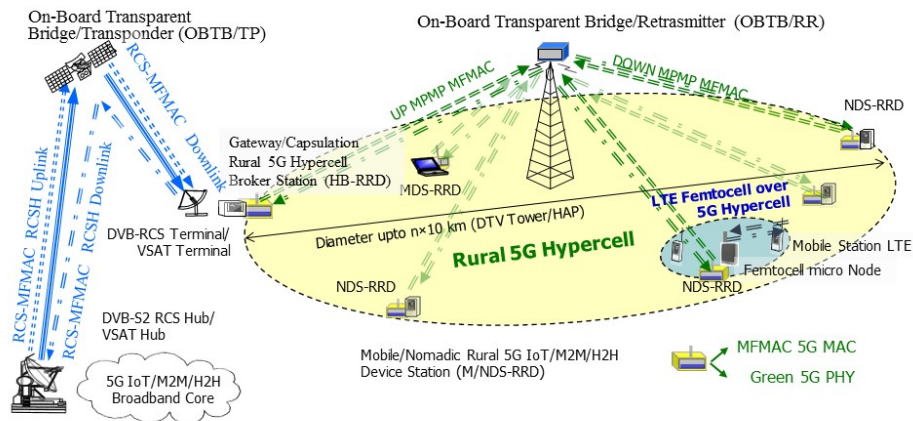 On-Board Transparent
Bridge/Transponder (OBTB/TP)
On-Board Transparent Bridge/Retrasmitter (OBTB/RR)
RCS-MFMAC Downlink
UP MPMP MFMAC
DOWN MPMP MFMAC
NDS-RRD
Gateway/Capsulation
Rural 5G Hypercell
Broker Station (HB-RRD)
MDS-RRD
LTE Femtocell over
5G Hypercell
RCS-MFMAC RCSH Uplink
RCS-MFMAC RCSH Downlink
DVB-RCS Terminal/
VSAT Terminal
Diameter upto n×10 km (DTV Tower/HAP)
Rural 5G Hypercell
Mobile Station LTE
Femtocell micro Node
NDS-RRD
NDS-RRD
DVB-S2 RCS Hub/
VSAT Hub
5G IoT/M2M/H2H
Broadband Core
Mobile/Nomadic Rural 5G IoT/M2M/H2H
Device Station (M/NDS-RRD)
MFMAC 5G MAC
Green 5G PHY